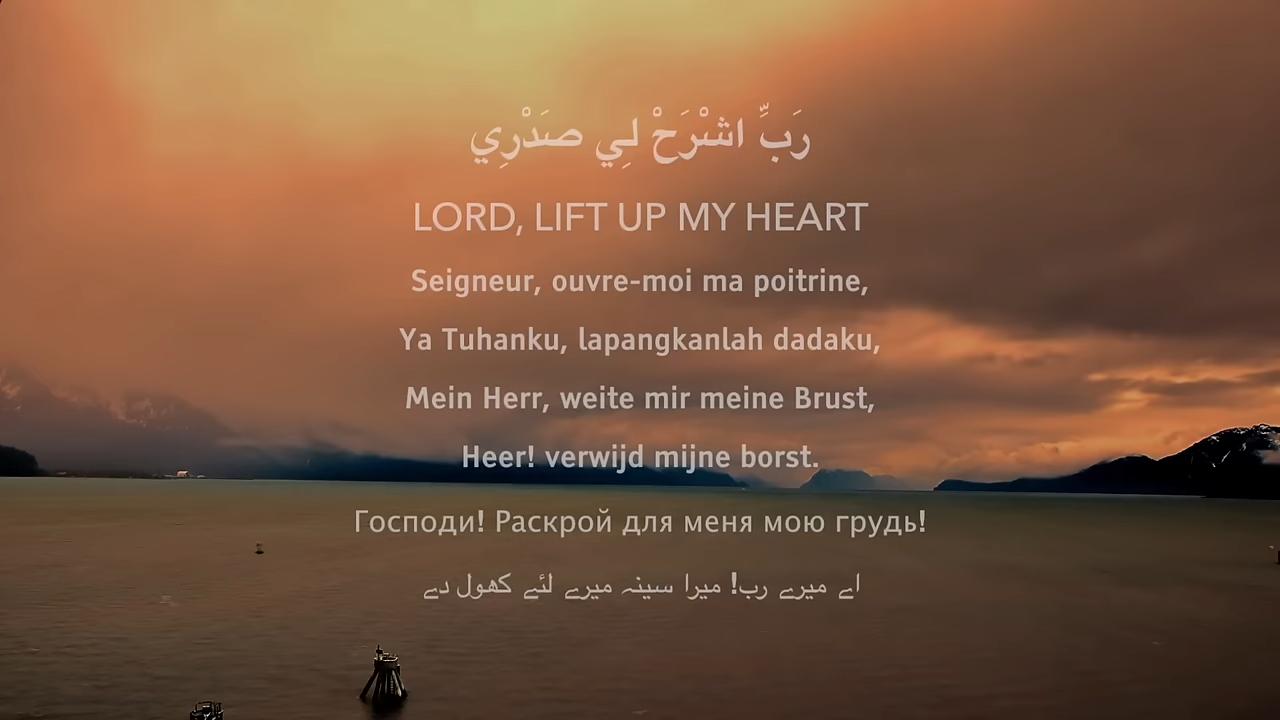 رَبِّ اشْرَحْ لِي صَدْرِي
LORD, LIFT UP MY HEART
Seigneur, ouvre-moi ma poitrine,
Ya Tuhanku, lapangkanlah dadaku,
Mein Herr, weite mir meine Brust,
Heer! verwijd mijne borst.
Господи! Раскрой для меня мою грудь!
اے میرے رب! میرا سینہ میرے لئے کھول دے